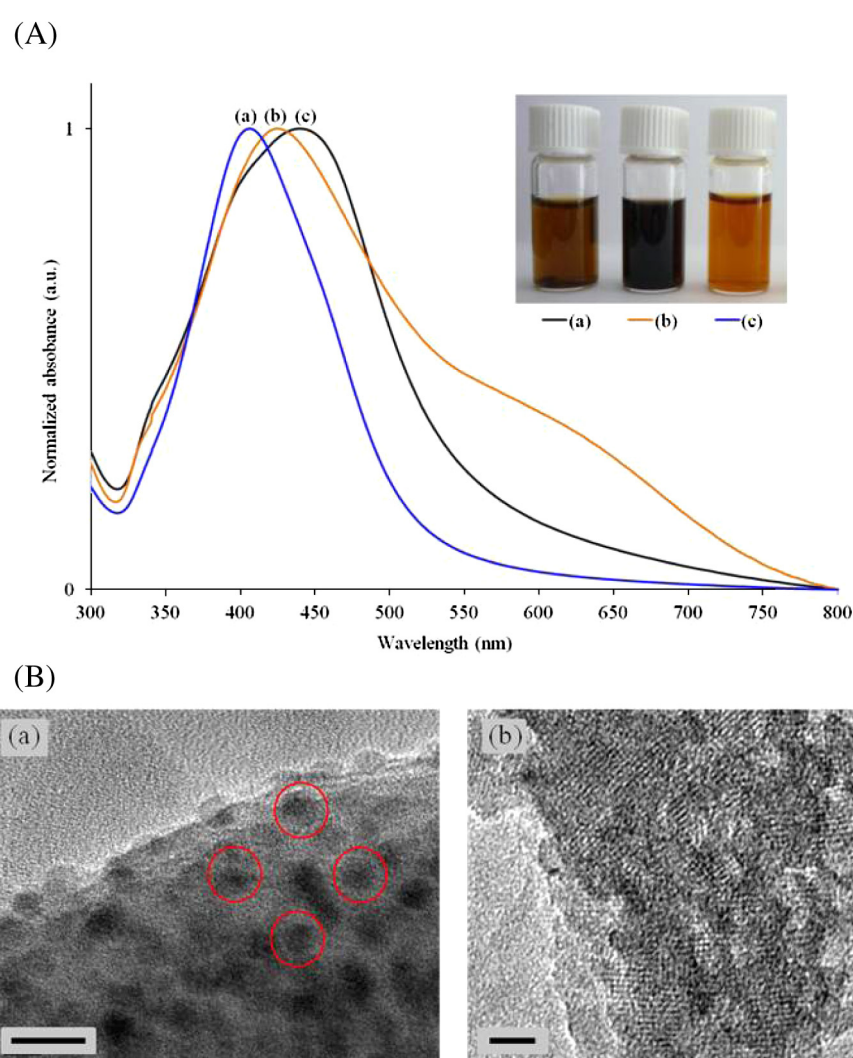 (A)
(a) (b) (c)
1
Normalized absobance (a.u.)
(a) (b) (c)
0
300 350 400 450 500 550 600 650 700 750 800
Wavelength (nm)
(B)
(a) (b)